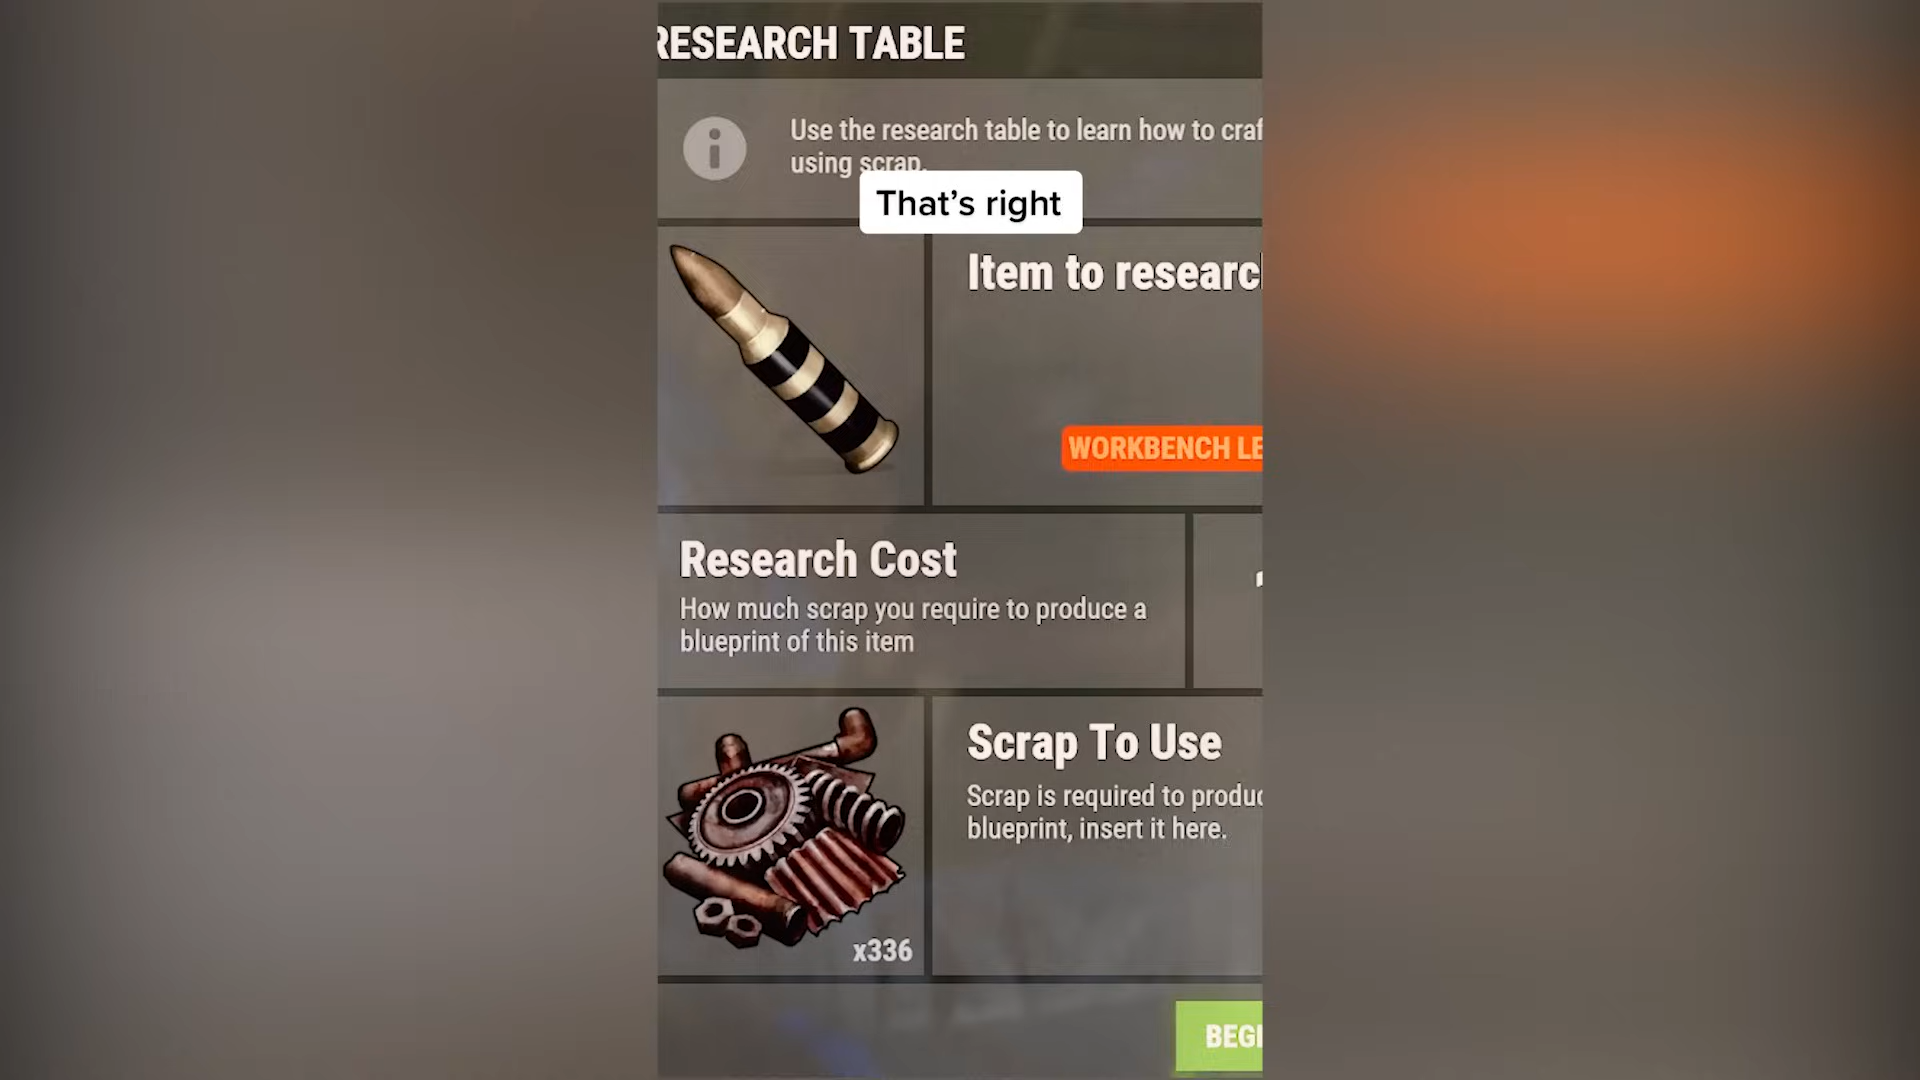 RESEARCH TABLE
Use the research table to learn how to craf
using scrap.
That’s right
Item to researc
WORKBENCH LE
Research Cost
How much scrap you require to produce a
blueprint of this item
Scrap To Use
Scrap is required to produc
blueprint, insert it here.
x336
BEGI